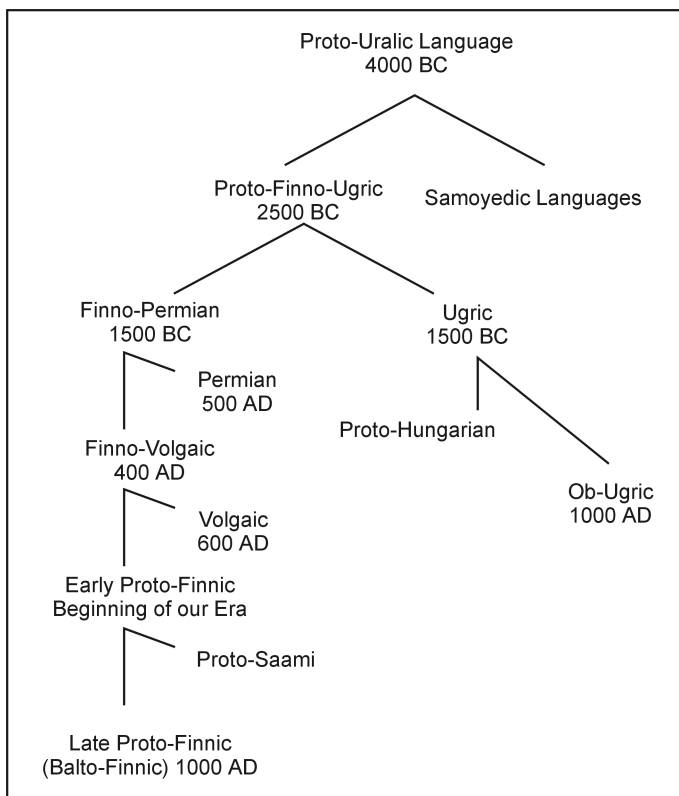 Proto-Uralic Language
4000 BC
Proto-Finno-Ugric
2500 BC
Samoyedic Languages
Finno-Permian
1500 BC
Ugric
1500 BC
Permian
500 AD
Proto-Hungarian
Finno-Volgaic
400 AD
Ob-Ugric
1000 AD
Volgaic
600 AD
Early Proto-Finnic
Beginning of our Era
Proto-Saami
Late Proto-Finnic
(Balto-Finnic) 1000 AD